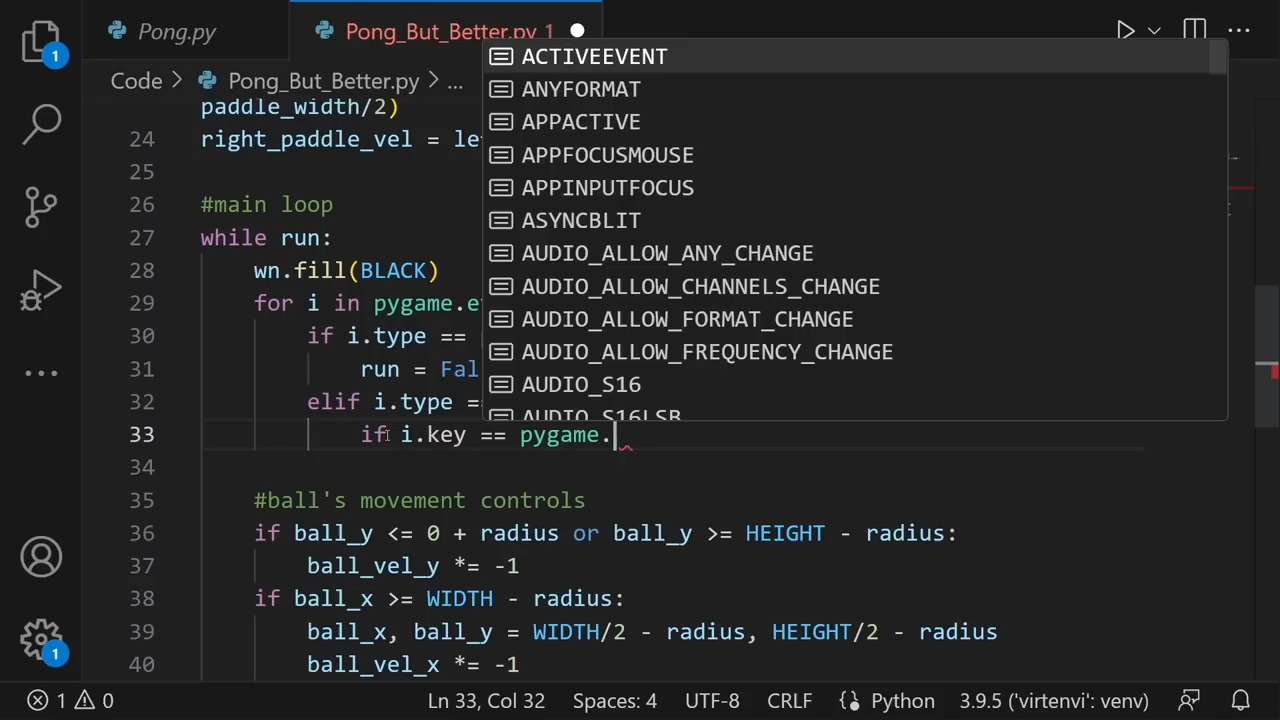 Pong.py
Pong_But_Better.py 1
Code > Pong_But_Better.py > ...
ACTIVEEVENT
ANYFORMAT
APPACTIVE
APPFOCUSMOUSE
APPINPUTFOCUS
ASYNCBLIT
AUDIO_ALLOW_ANY_CHANGE
AUDIO_ALLOW_CHANNELS_CHANGE
AUDIO_ALLOW_FORMAT_CHANGE
AUDIO_ALLOW_FREQUENCY_CHANGE
AUDIO_S16
AUDIO_S16LSB
paddle_width/2)
24 right_paddle_vel = le
25
26 #main loop
27 while run:
28 wn.fill(BLACK)
29 for i in pygame.e
30 if i.type ==
31 run = Fal
32 elif i.type =
33 if i.key == pygame.
34
35 #ball's movement controls
36 if ball_y <= 0 + radius or ball_y >= HEIGHT - radius:
37 ball_vel_y *= -1
38 if ball_x >= WIDTH - radius:
39 ball_x, ball_y = WIDTH/2 - radius, HEIGHT/2 - radius
40 ball_vel_x *= -1
1
1
1 0 Ln 33, Col 32 Spaces: 4 UTF-8 CRLF Python 3.9.5 ('virtenvi': venv)